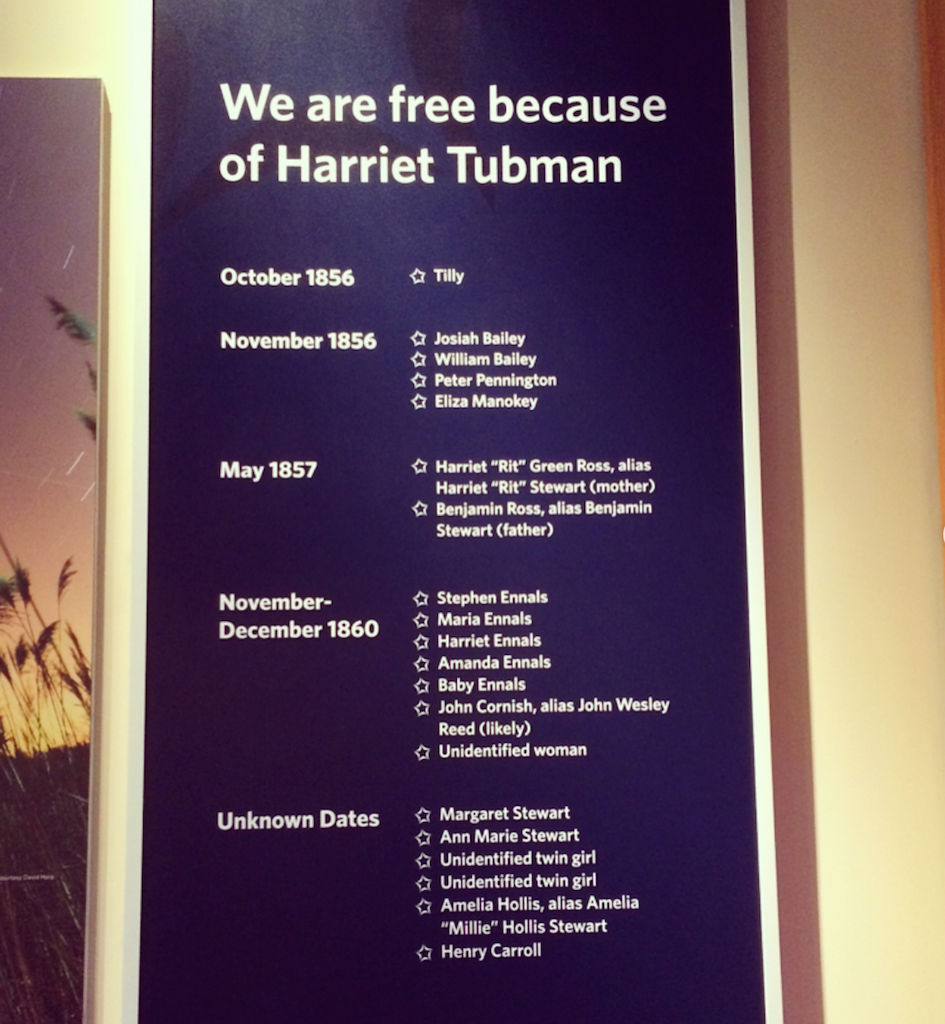 We are free because
of Harriet Tubman
October 1856
Tilly
November 1856
Josiah Bailey
William Bailey
Peter Pennington
Eliza Manokey
May 1857
Harriet “Rit” Green Ross, alias
Harriet “Rit” Stewart (mother)
Benjamin Ross, alias Benjamin
Stewart (father)
November-
December 1860
Stephen Ennals
Maria Ennals
Harriet Ennals
Amanda Ennals
Baby Ennals
John Cornish, alias John Wesley
Reed (likely)
Unidentified woman
Unknown Dates
Margaret Stewart
Ann Marie Stewart
Unidentified twin girl
Unidentified twin girl
Amelia Hollis, alias Amelia
“Millie” Hollis Stewart
Henry Carroll
David Harp